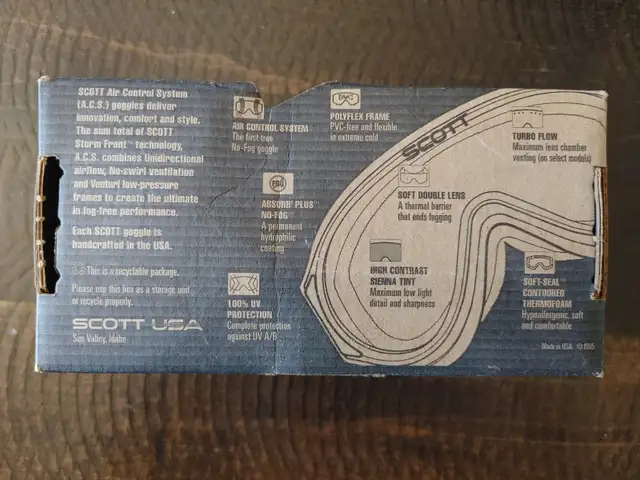 SCOTT Air Control System
(A.C.S.) goggles deliver
innovation, comfort and style.
The sum total of SCOTT
Storm Front™ technology,
A.C.S. combines Unidirectional
airflow, No-swirl ventilation
and Venturi low-pressure
frames to create the ultimate
in fog-free performance.
Each SCOTT goggle is
handcrafted in the USA.
This is a recyclable package.
Please use this box as a storage unit
or recycle properly.
SCOTT USA
Sun Valley, Idaho
AIR CONTROL SYSTEM
The first true
No-Fog goggle
ABSORB PLUS™
NO-FOG
A permanent
hydrophilic
coating
100% UV
PROTECTION
Complete protection
against UV A/B
POLYFLEX FRAME
PVC-free and flexible
in extreme cold
SCOTT
SOFT DOUBLE LENS
A thermal barrier
that ends fogging
HIGH CONTRAST
SIENNA TINT
Maximum low light
detail and sharpness
TURBO FLOW
Maximum lens chamber
venting (on select models)
SOFT-SEAL
CONTOURED
THERMOFOAM
Hypoallergenic, soft
and comfortable
Made in USA ©1995